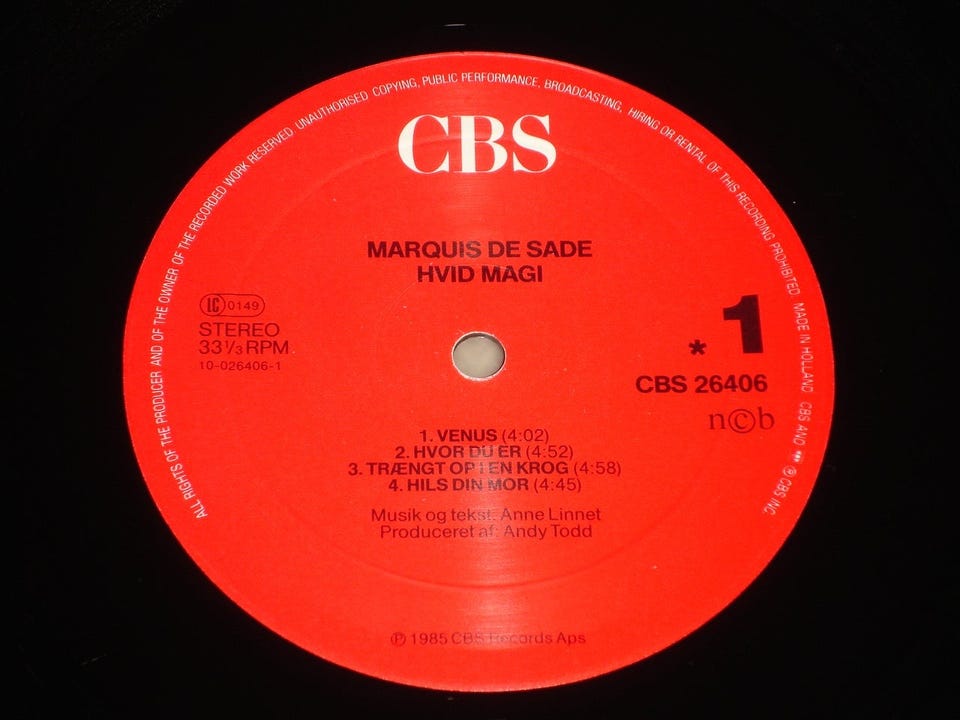 ALL RIGHTS OF THE PRODUCER AND OF THE OWNER OF THE RECORDED WORK RESERVED UNAUTHORISED COPYING, PUBLIC PERFORMANCE, BROADCASTING, HIRING OR RENTAL OF THIS RECORDING PROHIBITED. MADE IN HOLLAND CBS AND ℗ CBS INC.
CBS
MARQUIS DE SADE
HVID MAGI
LC 0149
STEREO
33⅓ RPM
10-026406-1
* 1
CBS 26406
n©b
1. VENUS (4:02)
2. HVOR DU ER (4:52)
3. TRÆNGT OP I EN KROG (4:58)
4. HILS DIN MOR (4:45)
Musik og tekst: Anne Linnet
Produceret af: Andy Todd
℗ 1985 CBS Records Aps